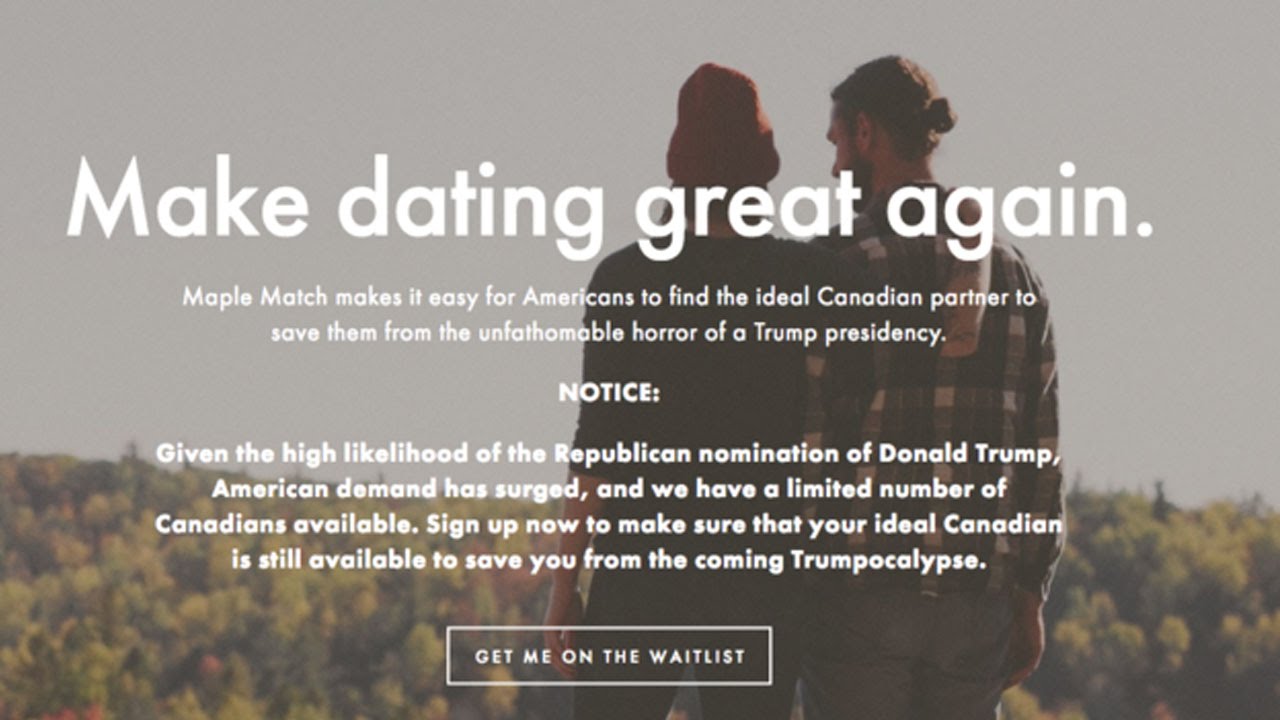 Make dating great again.
Maple Match makes it easy for Americans to find the ideal Canadian partner to
save them from the unfathomable horror of a Trump presidency.
NOTICE:
Given the high likelihood of the Republican nomination of Donald Trump,
American demand has surged, and we have a limited number of
Canadians available. Sign up now to make sure that your ideal Canadian
is still available to save you from the coming Trumpocalypse.
GET ME ON THE WAITLIST